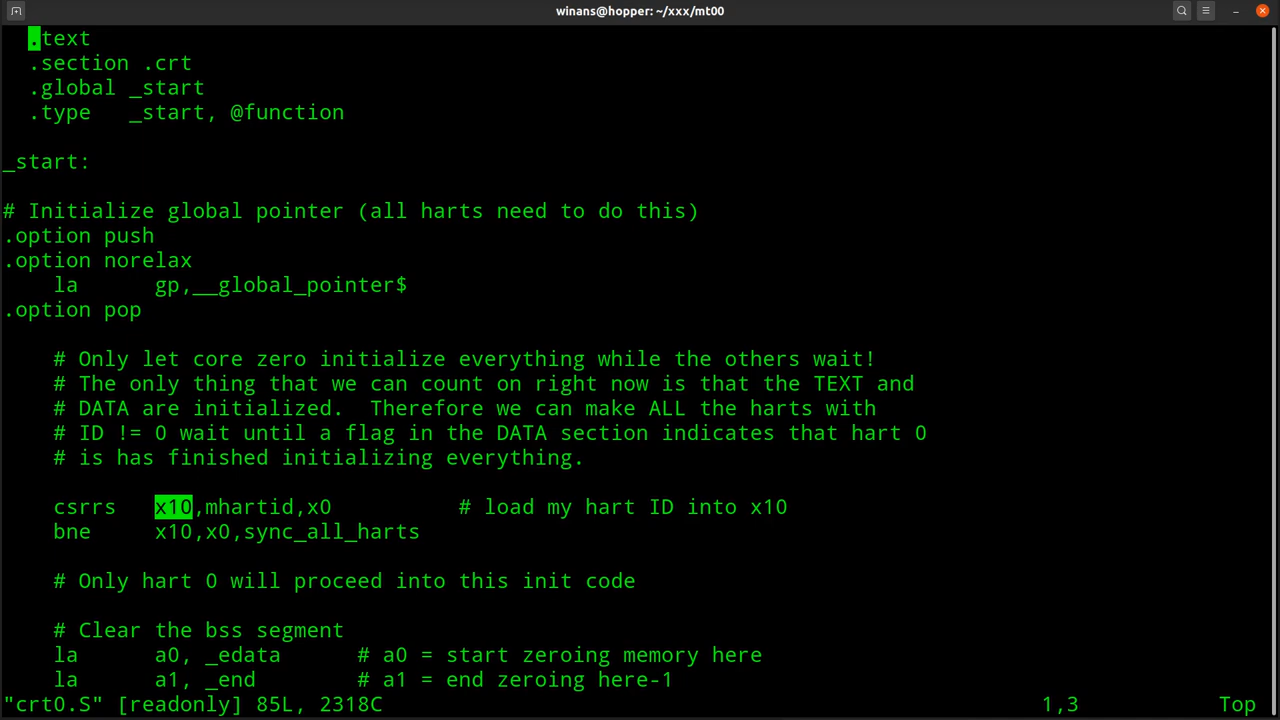 winans@hopper: ~/xxx/mt00
.text
.section .crt
.global _start
.type _start, @function
_start:
# Initialize global pointer (all harts need to do this)
.option push
.option norelax
la gp,__global_pointer$
.option pop
# Only let core zero initialize everything while the others wait!
# The only thing that we can count on right now is that the TEXT and
# DATA are initialized. Therefore we can make ALL the harts with
# ID != 0 wait until a flag in the DATA section indicates that hart 0
# is has finished initializing everything.
csrrs x10,mhartid,x0 # load my hart ID into x10
bne x10,x0,sync_all_harts
# Only hart 0 will proceed into this init code
# Clear the bss segment
la a0, _edata # a0 = start zeroing memory here
la a1, _end # a1 = end zeroing here-1
"crt0.S" [readonly] 85L, 2318C 1,3 Top